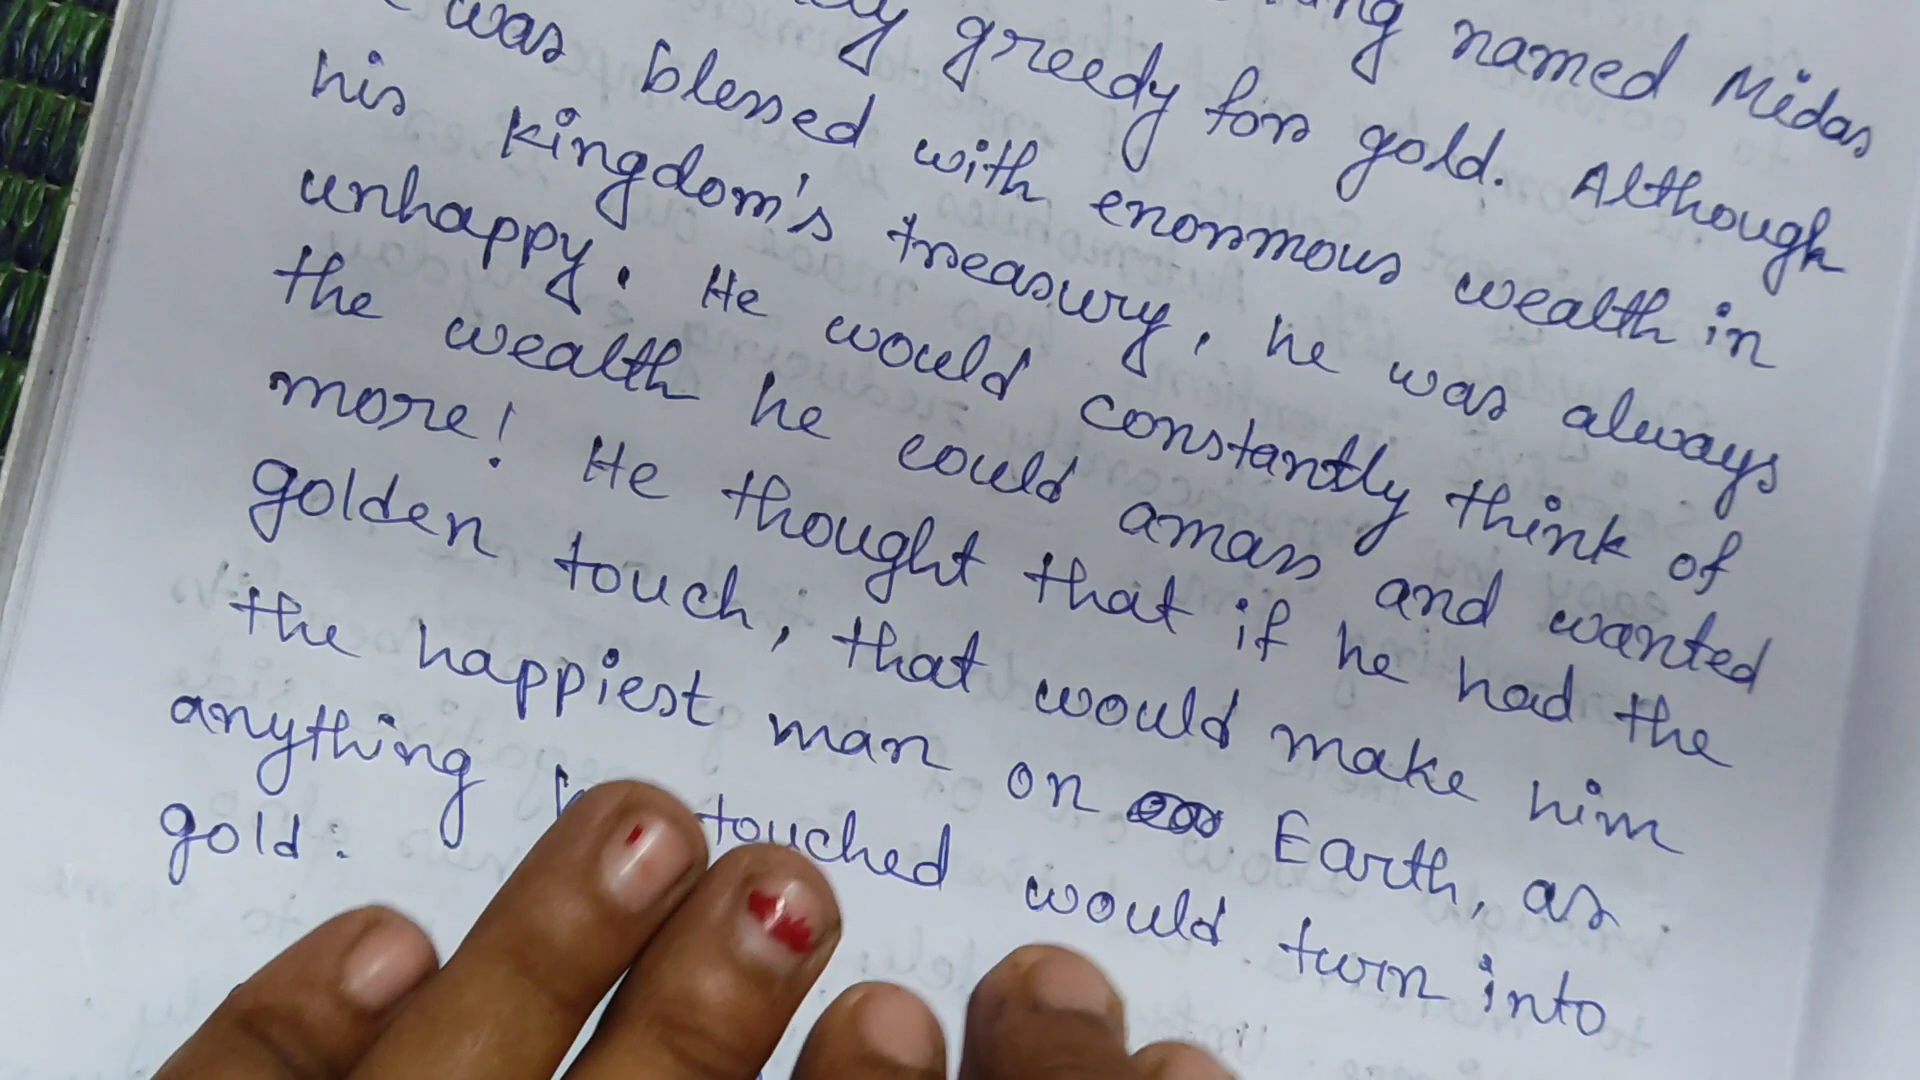 named Midas
greedy for gold. Although
was blessed with enormous wealth in
his kingdom's treasury, he was always
unhappy. He would constantly think of
the wealth he could amass and wanted
more! He thought that if he had the
golden touch, that would make him
the happiest man on Earth, as
anything touched would turn into
gold.